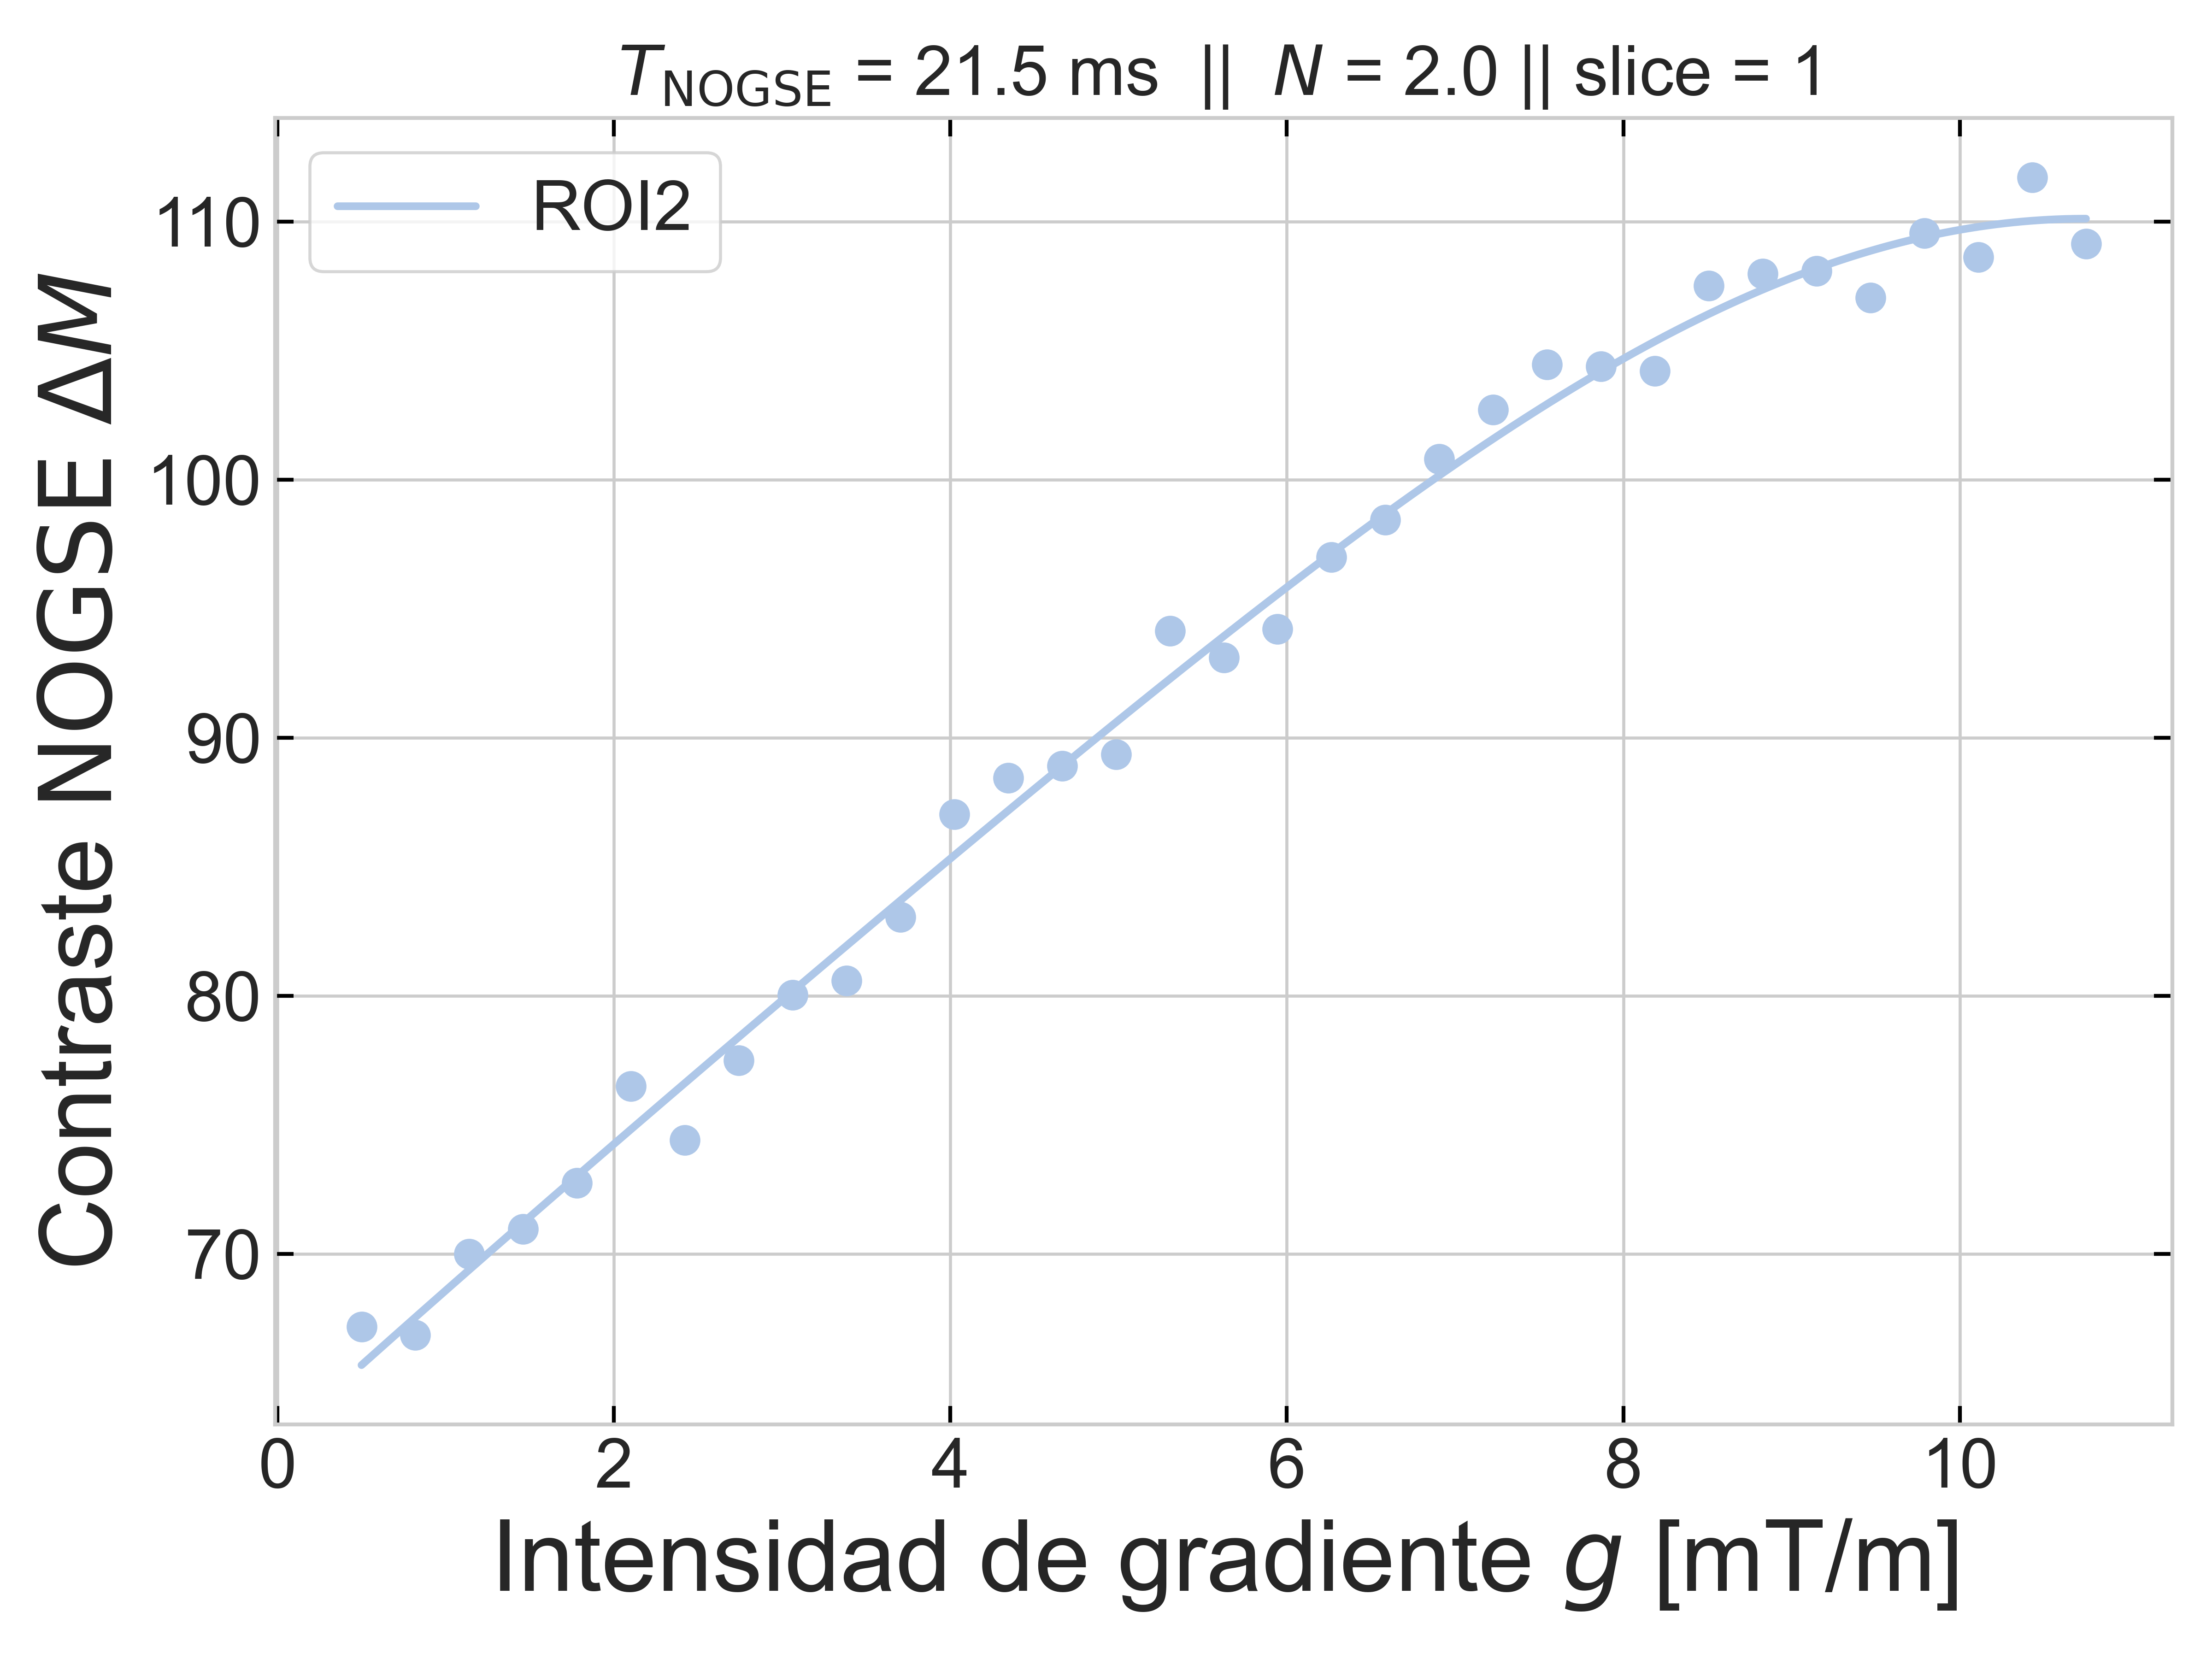 T_NOGSE = 21.5 ms || N = 2.0 || slice = 1
ROI2
Contraste NOGSE ΔM
110
100
90
80
70
0 2 4 6 8 10
Intensidad de gradiente g [mT/m]